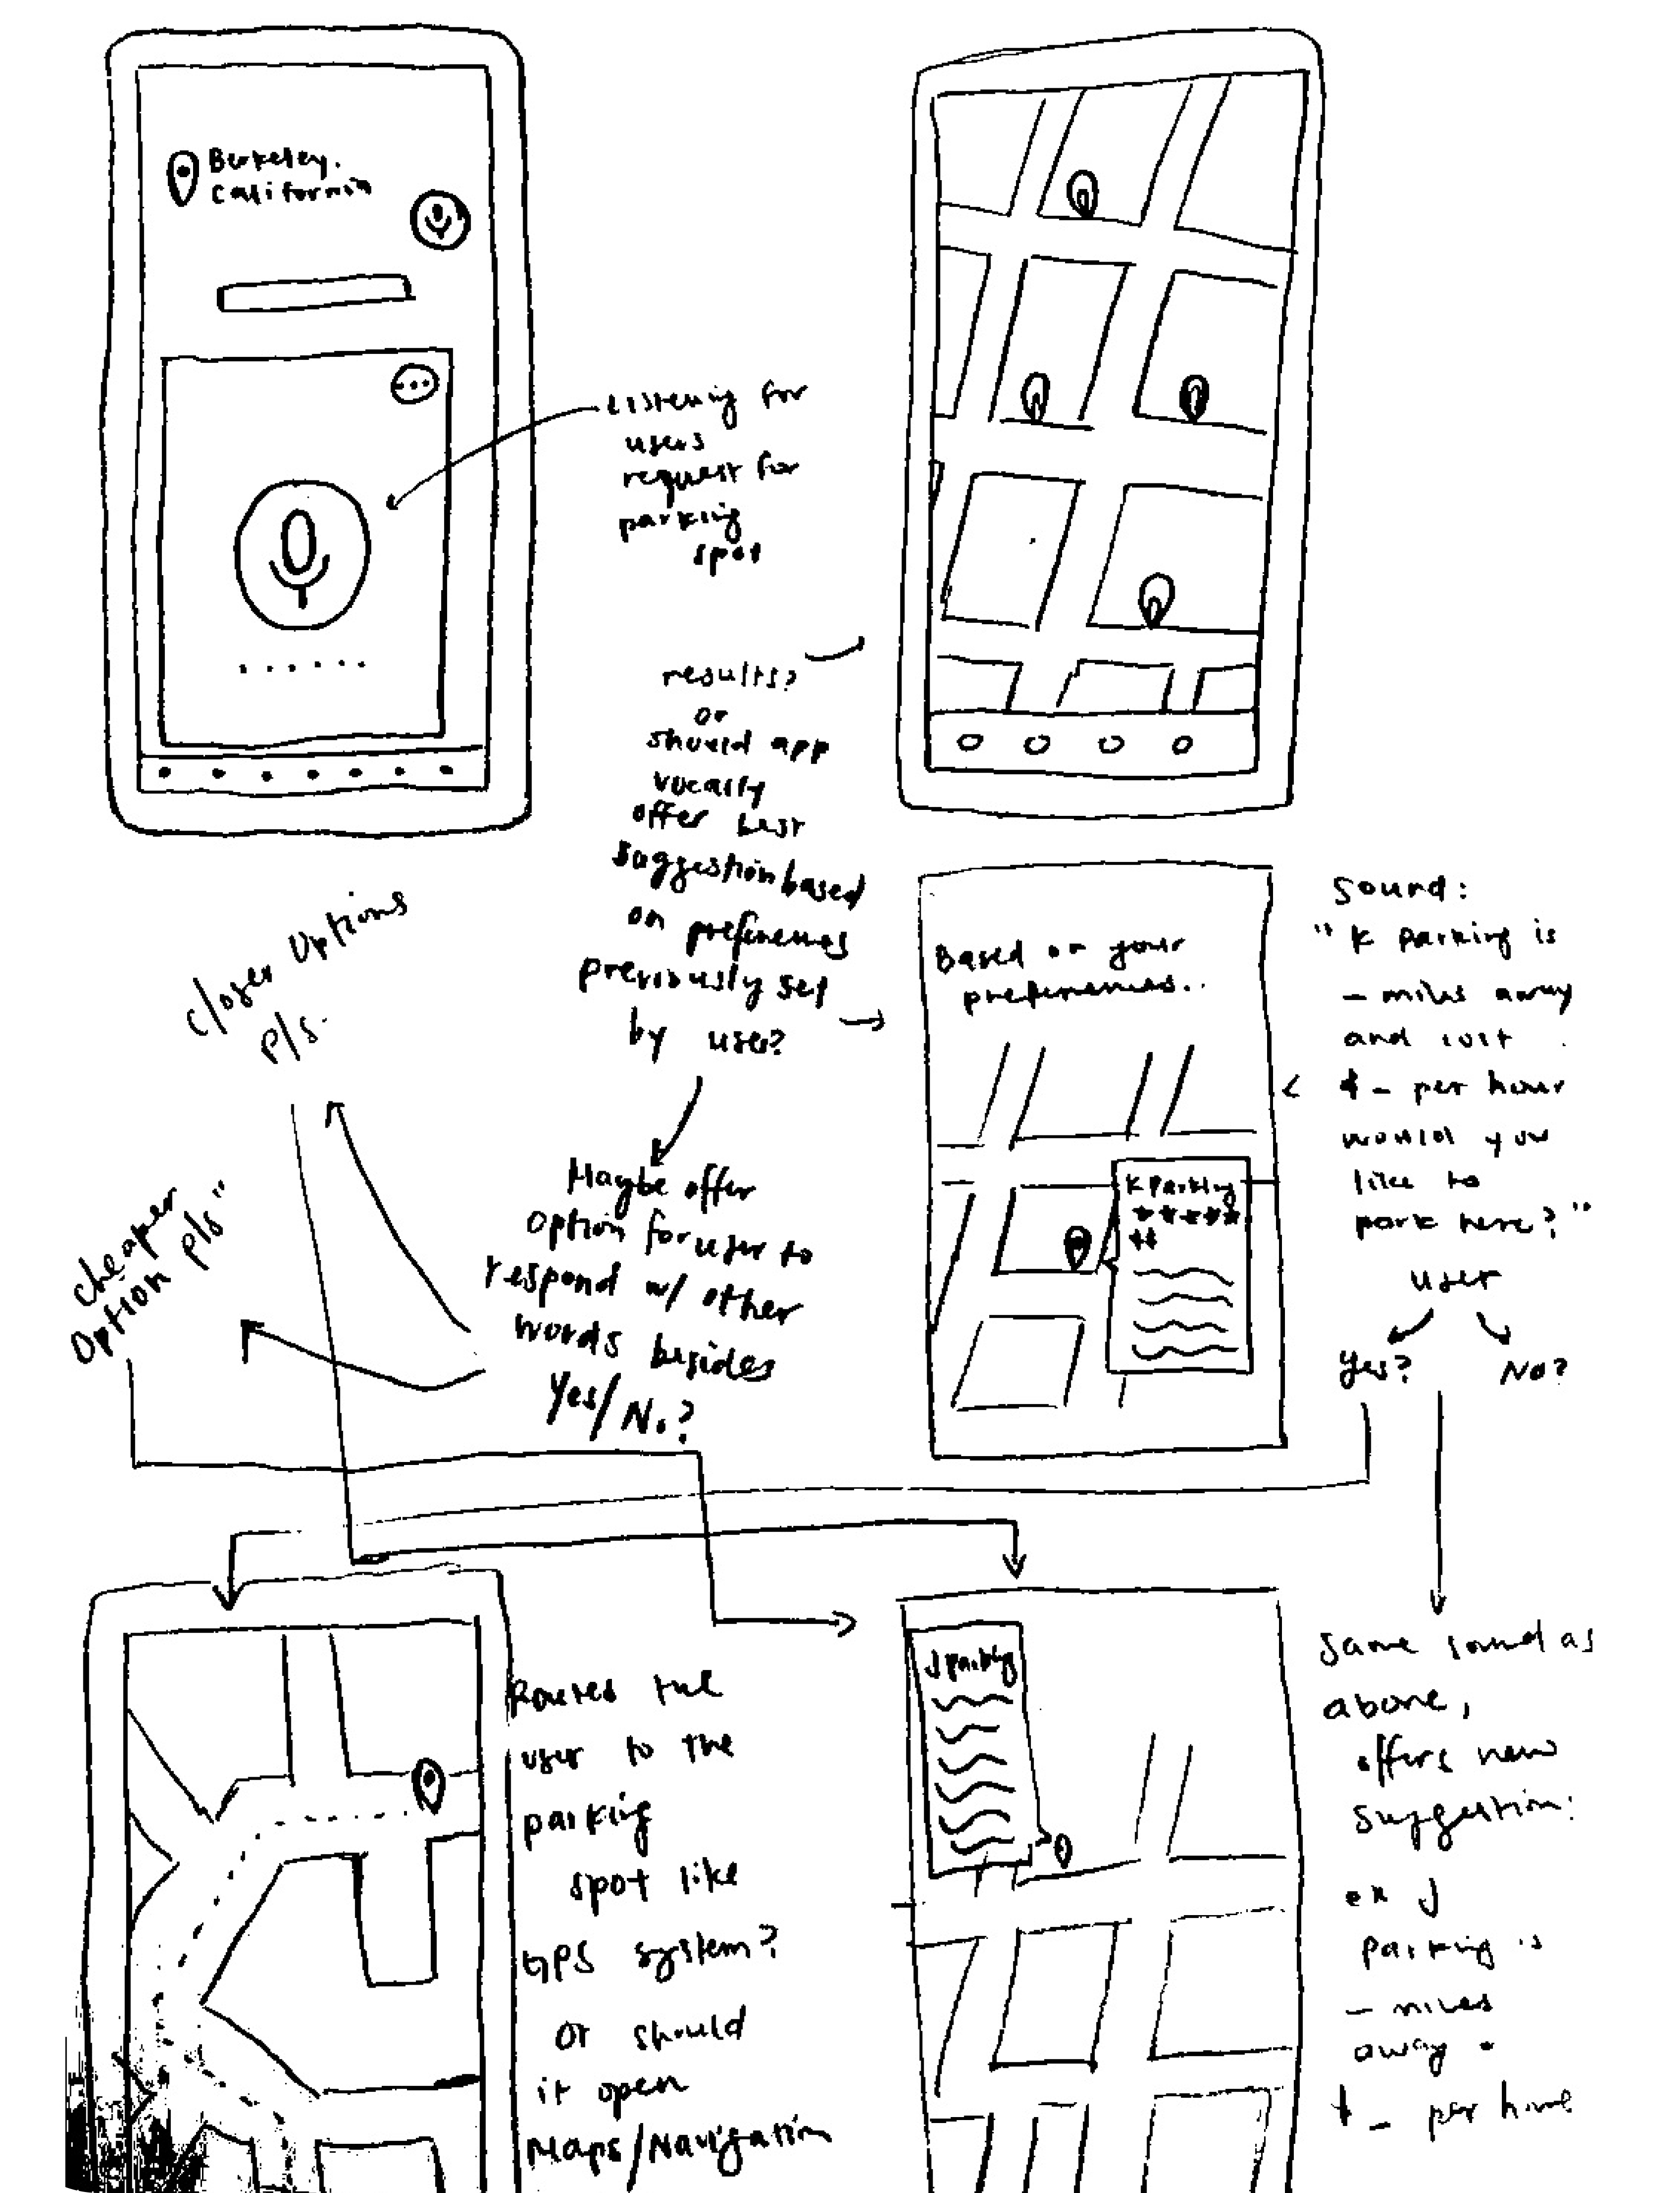 Berkeley.
California
Listening for
users
request for
parking
spot
results?
or
should app
vocally
offer best
suggestion based
on preferences
previously set
by user?
Based on your
preferences..
K Parking
★★★★★
$$
Sound:
"K Parking is
- miles away
and cost
$ - per hour
would you
like to
park here?"
user
Yes?
No?
Closer Options
P/s.
Cheaper
Option p/s"
Maybe offer
option for user to
respond w/ other
words besides
Yes/No?
Routes the
user to the
parking
spot like
GPS system?
or should
it open
Maps/Navigation
J Parking
Same sound as
above,
offers new
suggestion:
ex J
Parking is
- miles
away .
$ - per hour